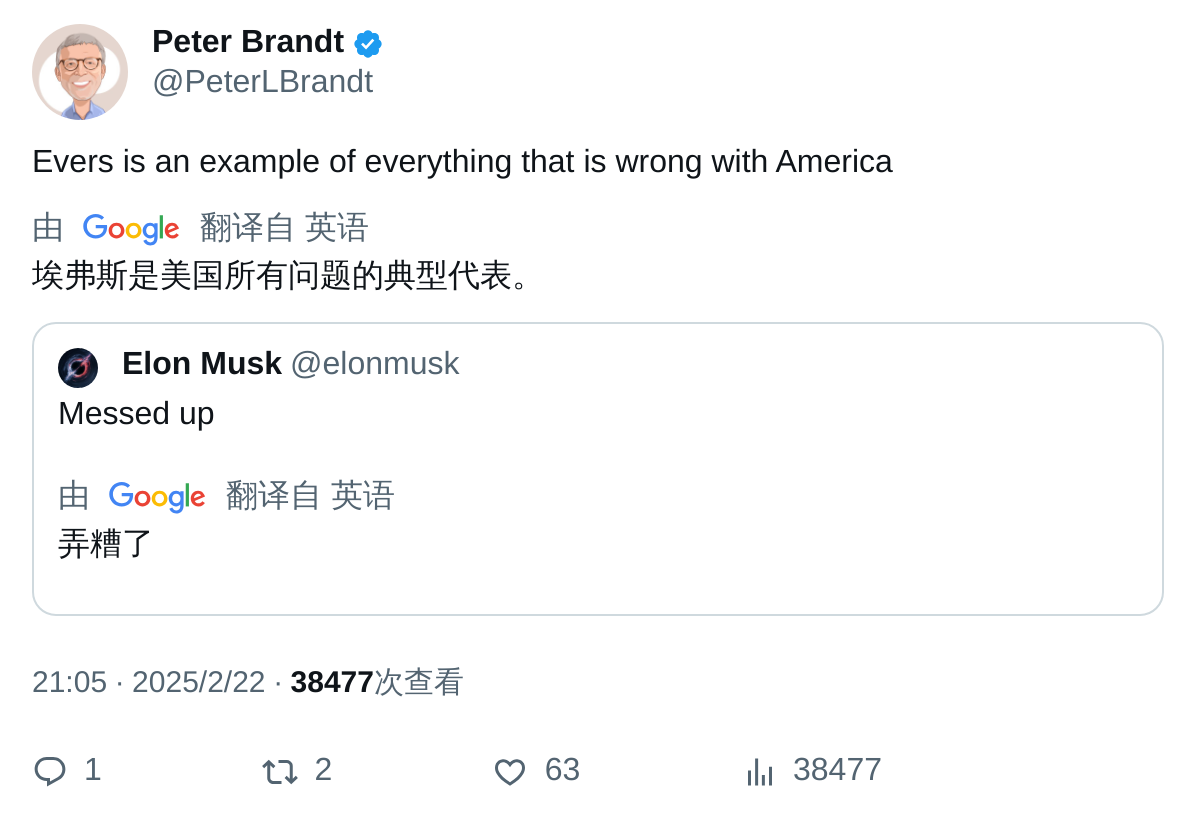 Peter Brandt
@PeterLBrandt
Evers is an example of everything that is wrong with America
由 Google 翻译自 英语
埃弗斯是美国所有问题的典型代表。
Elon Musk @elonmusk
Messed up
由 Google 翻译自 英语
弄糟了
21:05 · 2025/2/22 · 38477次查看
1 2 63 38477